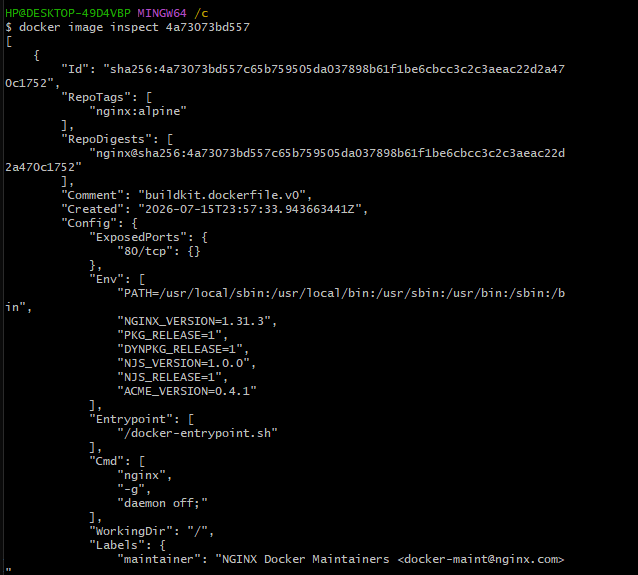 HP@DESKTOP-49D4VBP MINGW64 /c
$ docker image inspect 4a73073bd557
[
    {
        "Id": "sha256:4a73073bd557c65b759505da037898b61f1be6cbcc3c2c3aeac22d2a47
0c1752",
        "RepoTags": [
            "nginx:alpine"
        ],
        "RepoDigests": [
            "nginx@sha256:4a73073bd557c65b759505da037898b61f1be6cbcc3c2c3aeac22d
2a470c1752"
        ],
        "Comment": "buildkit.dockerfile.v0",
        "Created": "2026-07-15T23:57:33.943663441Z",
        "Config": {
            "ExposedPorts": {
                "80/tcp": {}
            },
            "Env": [
                "PATH=/usr/local/sbin:/usr/local/bin:/usr/sbin:/usr/bin:/sbin:/b
in",
                "NGINX_VERSION=1.31.3",
                "PKG_RELEASE=1",
                "DYNPKG_RELEASE=1",
                "NJS_VERSION=1.0.0",
                "NJS_RELEASE=1",
                "ACME_VERSION=0.4.1"
            ],
            "Entrypoint": [
                "/docker-entrypoint.sh"
            ],
            "Cmd": [
                "nginx",
                "-g",
                "daemon off;"
            ],
            "WorkingDir": "/",
            "Labels": {
                "maintainer": "NGINX Docker Maintainers <docker-maint@nginx.com>
"